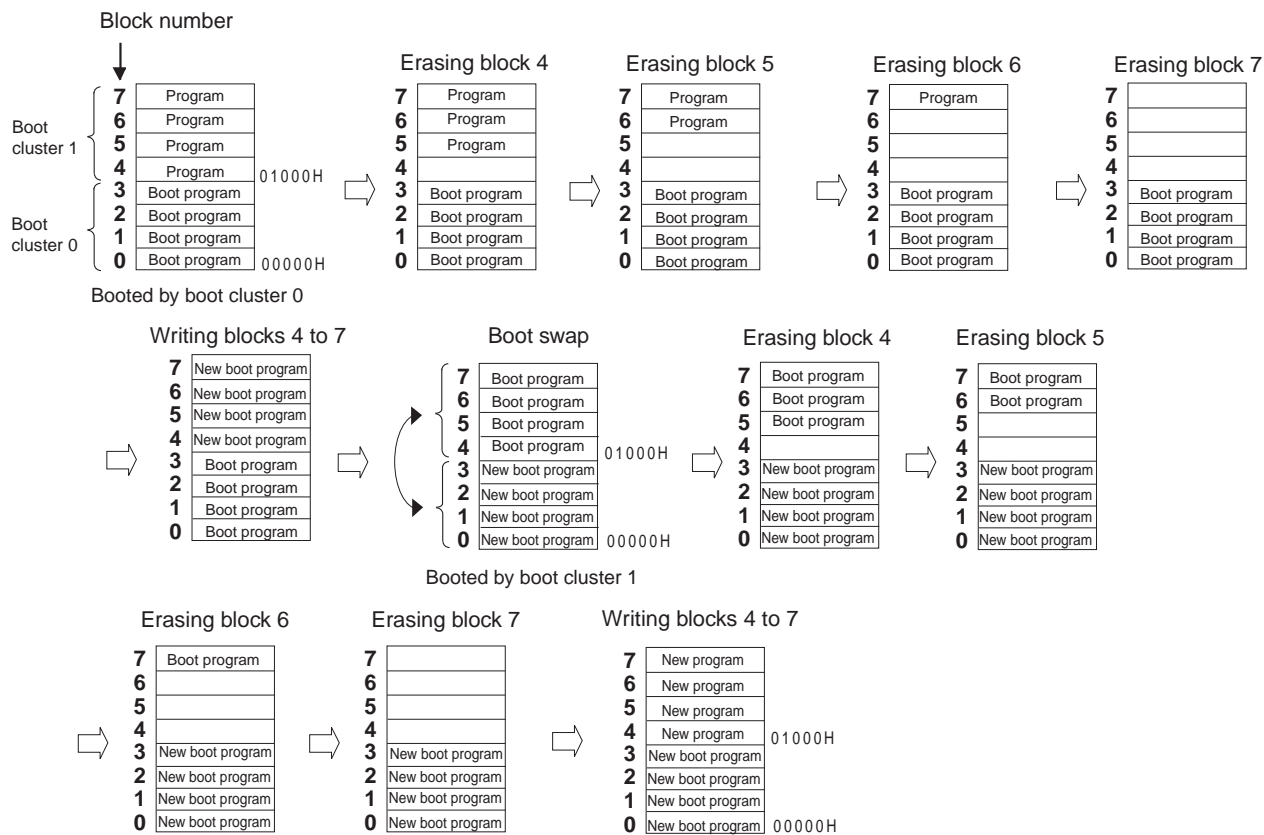 Block number
Erasing block 4
Erasing block 5
Erasing block 6
Erasing block 7
7 Program
6 Program
5 Program
4 Program
3 Boot program
2 Boot program
1 Boot program
0 Boot program
Boot
cluster 1
Boot
cluster 0
01000H
00000H
Booted by boot cluster 0
7 Program
6 Program
5 Program
4
3 Boot program
2 Boot program
1 Boot program
0 Boot program
7 Program
6 Program
5
4
3 Boot program
2 Boot program
1 Boot program
0 Boot program
7 Program
6
5
4
3 Boot program
2 Boot program
1 Boot program
0 Boot program
7
6
5
4
3 Boot program
2 Boot program
1 Boot program
0 Boot program
Writing blocks 4 to 7
7 New boot program
6 New boot program
5 New boot program
4 New boot program
3 Boot program
2 Boot program
1 Boot program
0 Boot program
Boot swap
7 Boot program
6 Boot program
5 Boot program
4 Boot program
01000H
3 New boot program
2 New boot program
1 New boot program
0 New boot program
00000H
Booted by boot cluster 1
Erasing block 4
7 Boot program
6 Boot program
5 Boot program
4
3 New boot program
2 New boot program
1 New boot program
0 New boot program
Erasing block 5
7 Boot program
6 Boot program
5
4
3 New boot program
2 New boot program
1 New boot program
0 New boot program
Erasing block 6
7 Boot program
6
5
4
3 New boot program
2 New boot program
1 New boot program
0 New boot program
Erasing block 7
7
6
5
4
3 New boot program
2 New boot program
1 New boot program
0 New boot program
Writing blocks 4 to 7
7 New program
6 New program
5 New program
4 New program
01000H
3 New boot program
2 New boot program
1 New boot program
0 New boot program
00000H